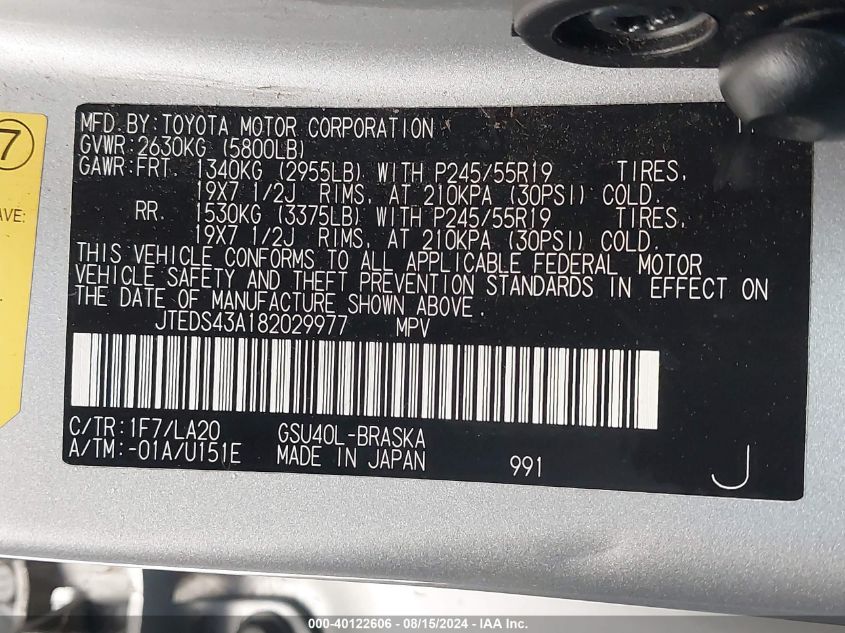 7
MFD.BY:TOYOTA MOTOR CORPORATION
GVWR:2630KG (5800LB)
GAWR:FRT. 1340KG (2955LB) WITH P245/55R19 TIRES,
19X7 1/2J RIMS, AT 210KPA (30PSI) COLD.
RR. 1530KG (3375LB) WITH P245/55R19 TIRES,
19X7 1/2J RIMS, AT 210KPA (30PSI) COLD.
THIS VEHICLE CONFORMS TO ALL APPLICABLE FEDERAL MOTOR
VEHICLE SAFETY AND THEFT PREVENTION STANDARDS IN EFFECT ON
THE DATE OF MANUFACTURE SHOWN ABOVE.
JTEDS43A182029977 MPV
C/TR:1F7/LA20 GSU40L-BRASKA
A/TM:-01A/U151E MADE IN JAPAN 991 J
000-40122606 - 08/15/2024 - IAA Inc.